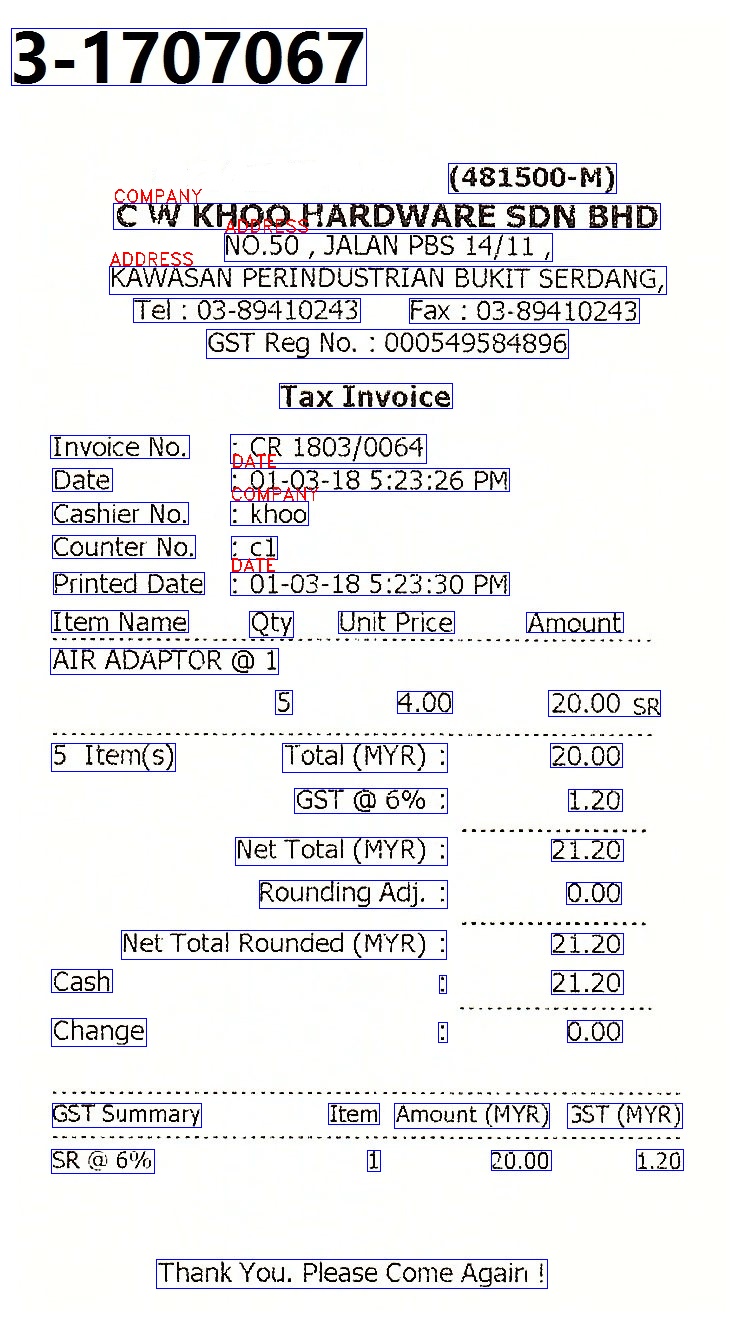 3-1707067
(481500-M)
COMPANY
C W KHOO HARDWARE SDN BHD
ADDRESS
NO.50 , JALAN PBS 14/11 ,
ADDRESS
KAWASAN PERINDUSTRIAN BUKIT SERDANG,
Tel : 03-89410243 Fax : 03-89410243
GST Reg No. : 000549584896
Tax Invoice
Invoice No. : CR 1803/0064
DATE
Date : 01-03-18 5:23:26 PM
COMPANY
Cashier No. : khoo
Counter No. : c1
DATE
Printed Date : 01-03-18 5:23:30 PM
Item Name Qty Unit Price Amount
AIR ADAPTOR @ 1
5 4.00 20.00 SR
5 Item(s) Total (MYR) : 20.00
GST @ 6% : 1.20
Net Total (MYR) : 21.20
Rounding Adj. : 0.00
Net Total Rounded (MYR) : 21.20
Cash : 21.20
Change : 0.00
GST Summary Item Amount (MYR) GST (MYR)
SR @ 6% 1 20.00 1.20
Thank You. Please Come Again !